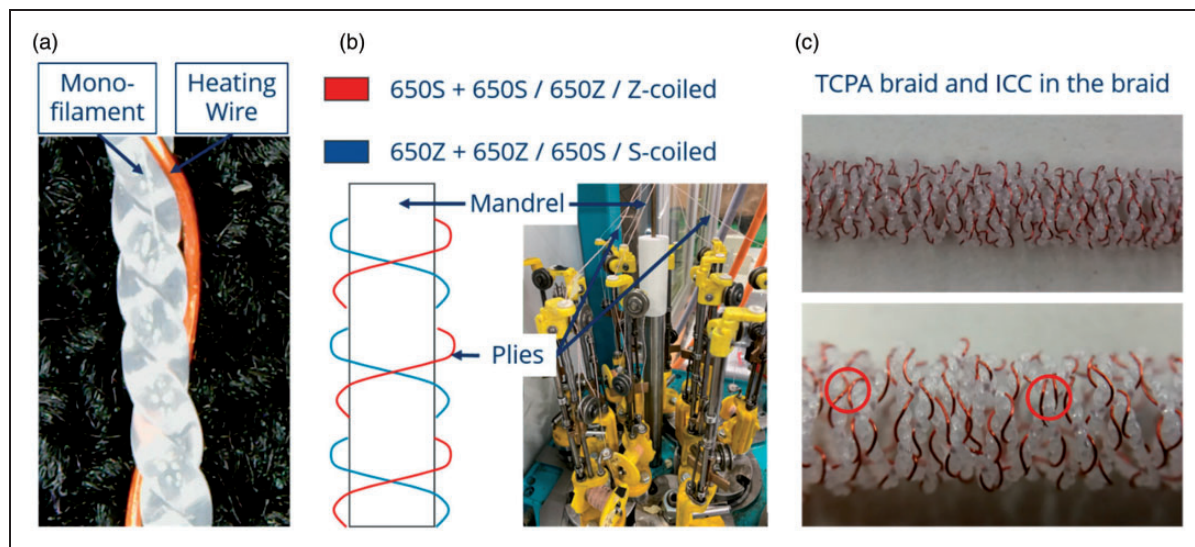 (a)
Mono-
filament
Heating
Wire
(b)
650S + 650S / 650Z / Z-coiled
650Z + 650Z / 650S / S-coiled
Mandrel
Plies
(c)
TCPA braid and ICC in the braid